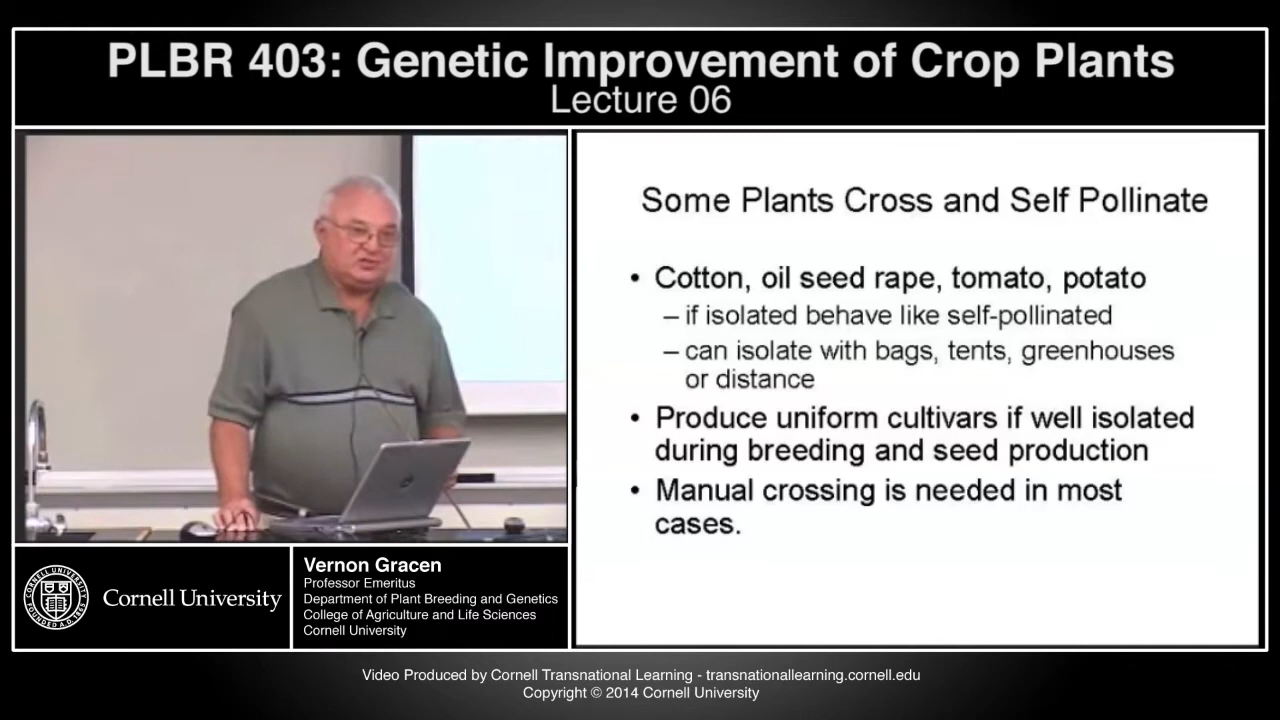 PLBR 403: Genetic Improvement of Crop Plants
Lecture 06
Some Plants Cross and Self Pollinate
• Cotton, oil seed rape, tomato, potato
– if isolated behave like self-pollinated
– can isolate with bags, tents, greenhouses
or distance
• Produce uniform cultivars if well isolated
during breeding and seed production
• Manual crossing is needed in most
cases.
Cornell University
Vernon Gracen
Professor Emeritus
Department of Plant Breeding and Genetics
College of Agriculture and Life Sciences
Cornell University
Video Produced by Cornell Transnational Learning - transnationallearning.cornell.edu
Copyright © 2014 Cornell University